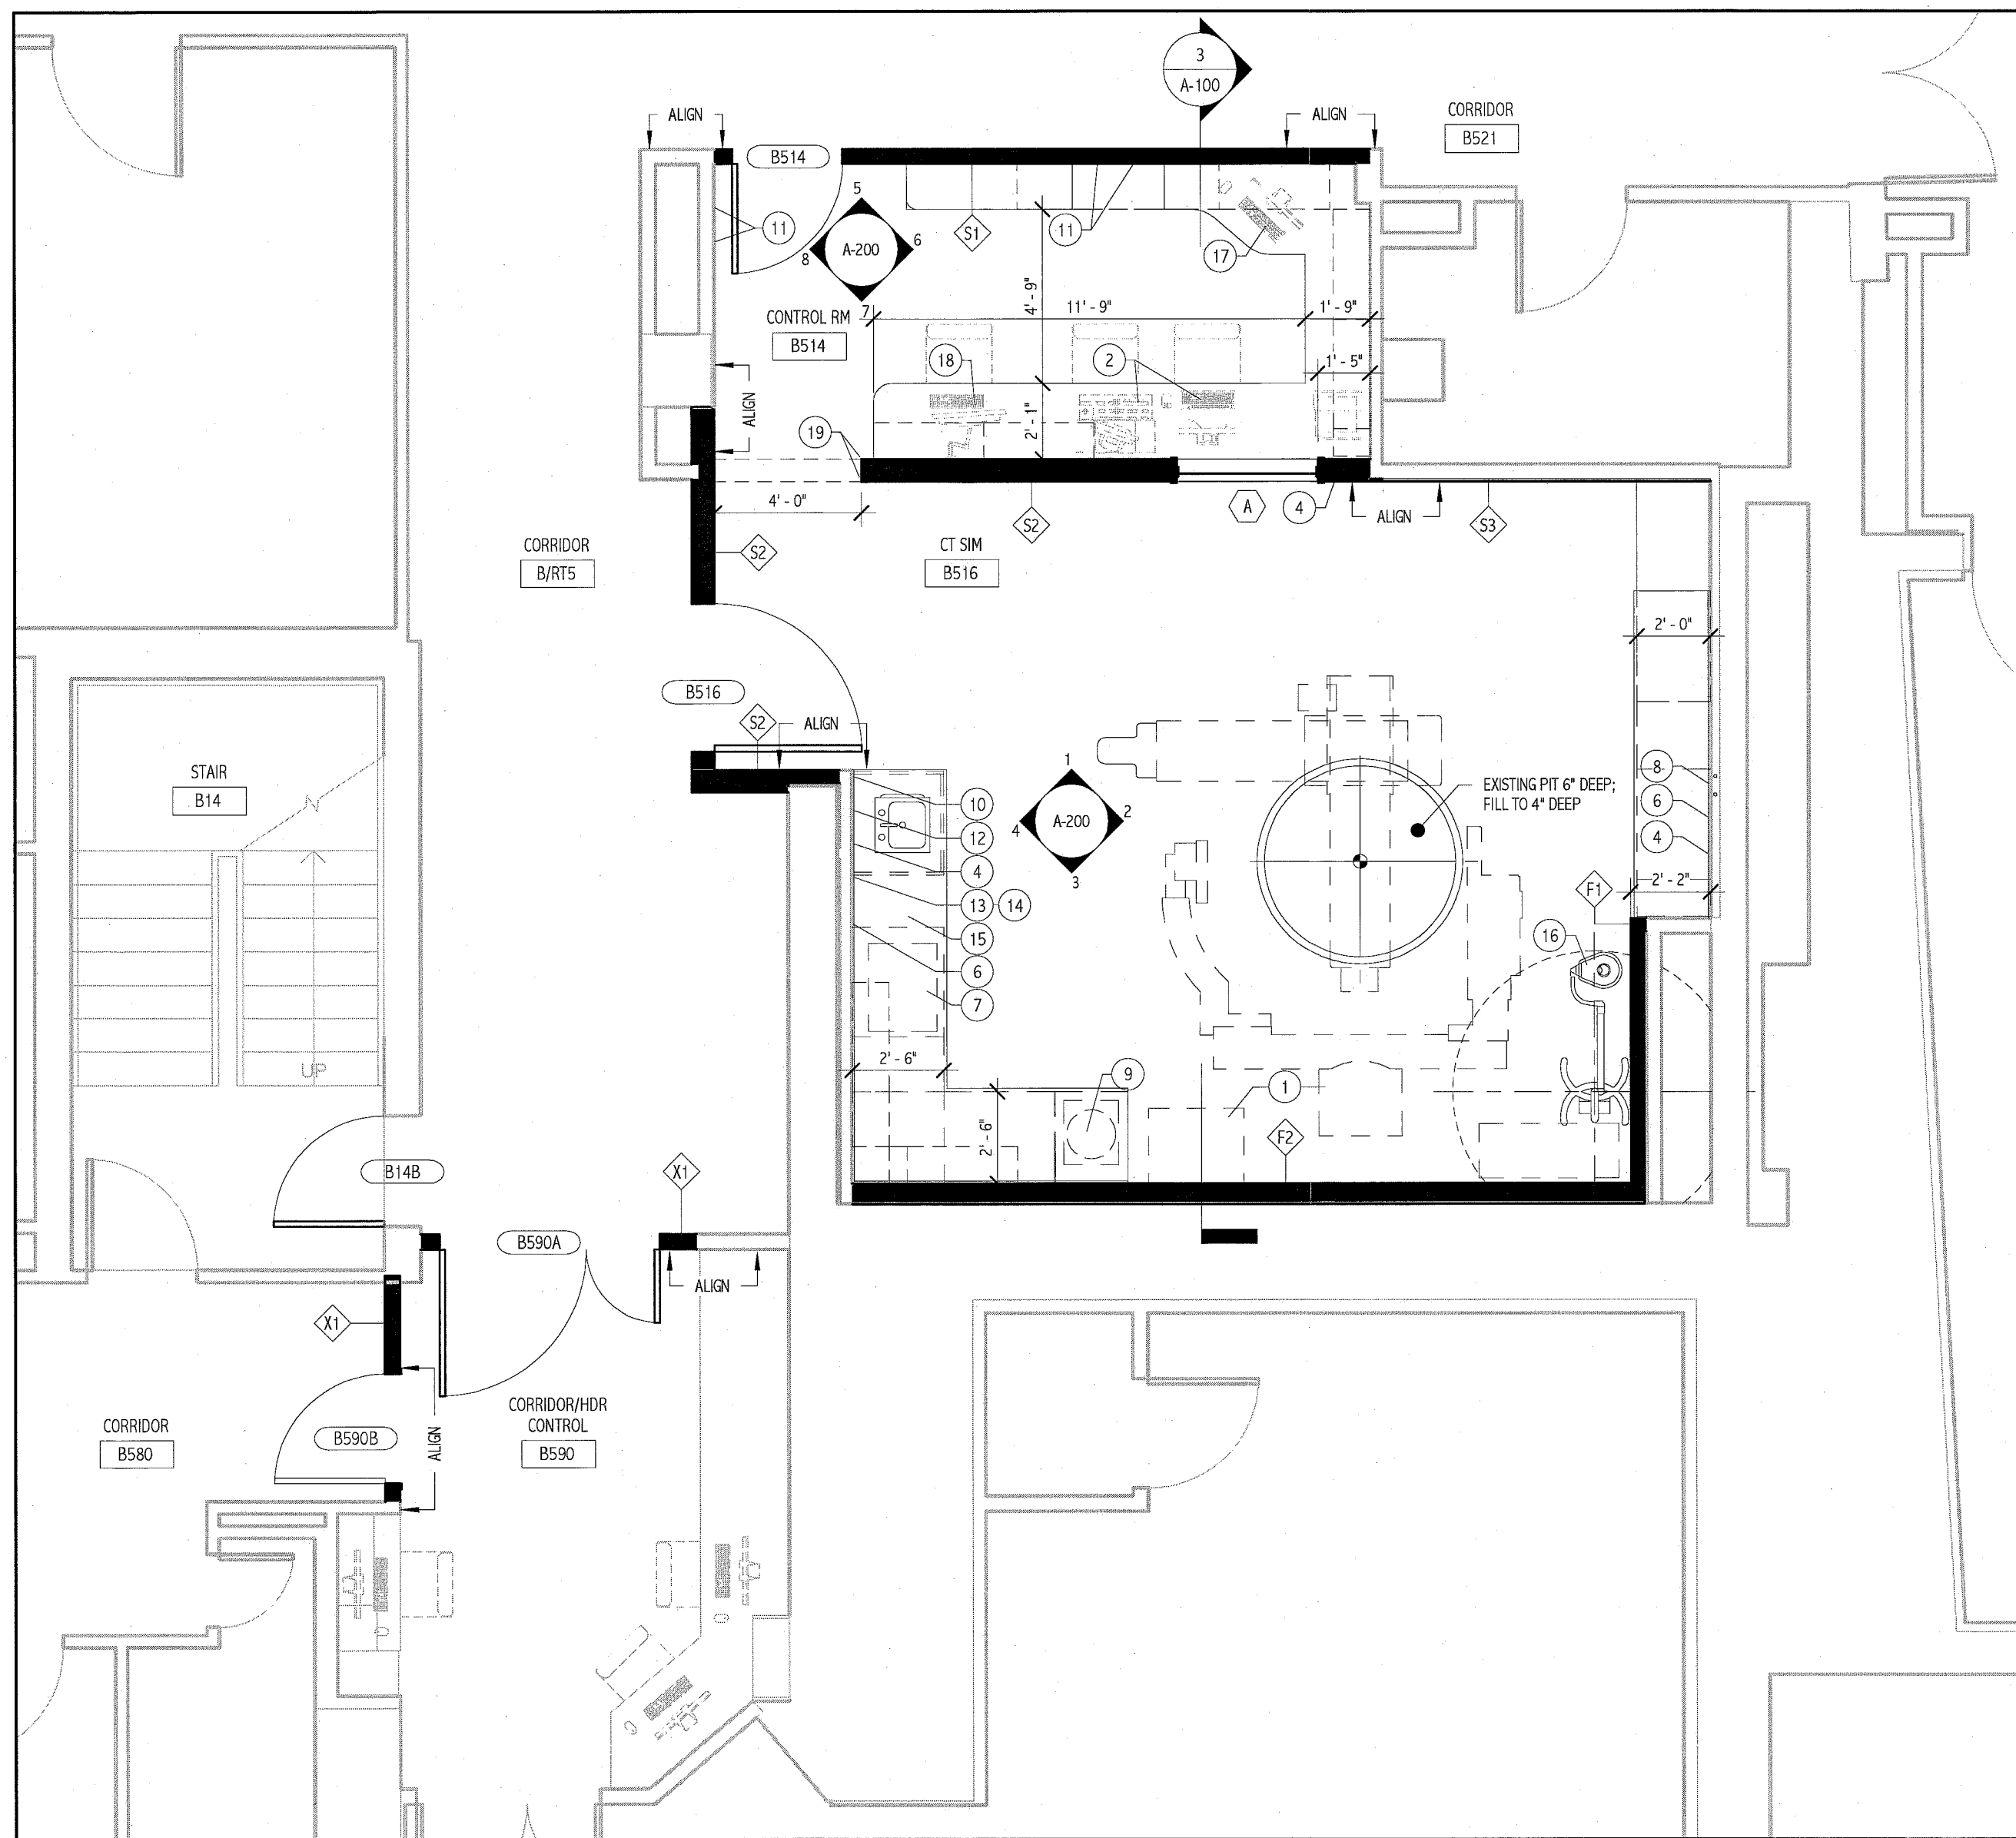 3
A-100
ALIGN
ALIGN
CORRIDOR
B521
B514
5
11
A-200
6
8
7
S1
11
17
4' - 9"
CONTROL RM
B514
11' - 9"
1' - 9"
18
2
1' - 5"
ALIGN
2' - 1"
19
4' - 0"
S2
A
4
ALIGN
S3
CORRIDOR
B/RT5
S2
CT SIM
B516
2' - 0"
B516
S2
ALIGN
STAIR
B14
1
A-200
2
4
3
EXISTING PIT 6" DEEP;
FILL TO 4" DEEP
8
6
4
10
12
4
13
14
15
6
7
2' - 2"
F1
16
2' - 6"
UP
9
1
2' - 6"
F2
B14B
X1
B590A
ALIGN
X1
CORRIDOR/HDR
CONTROL
B590
CORRIDOR
B580
B590B
ALIGN